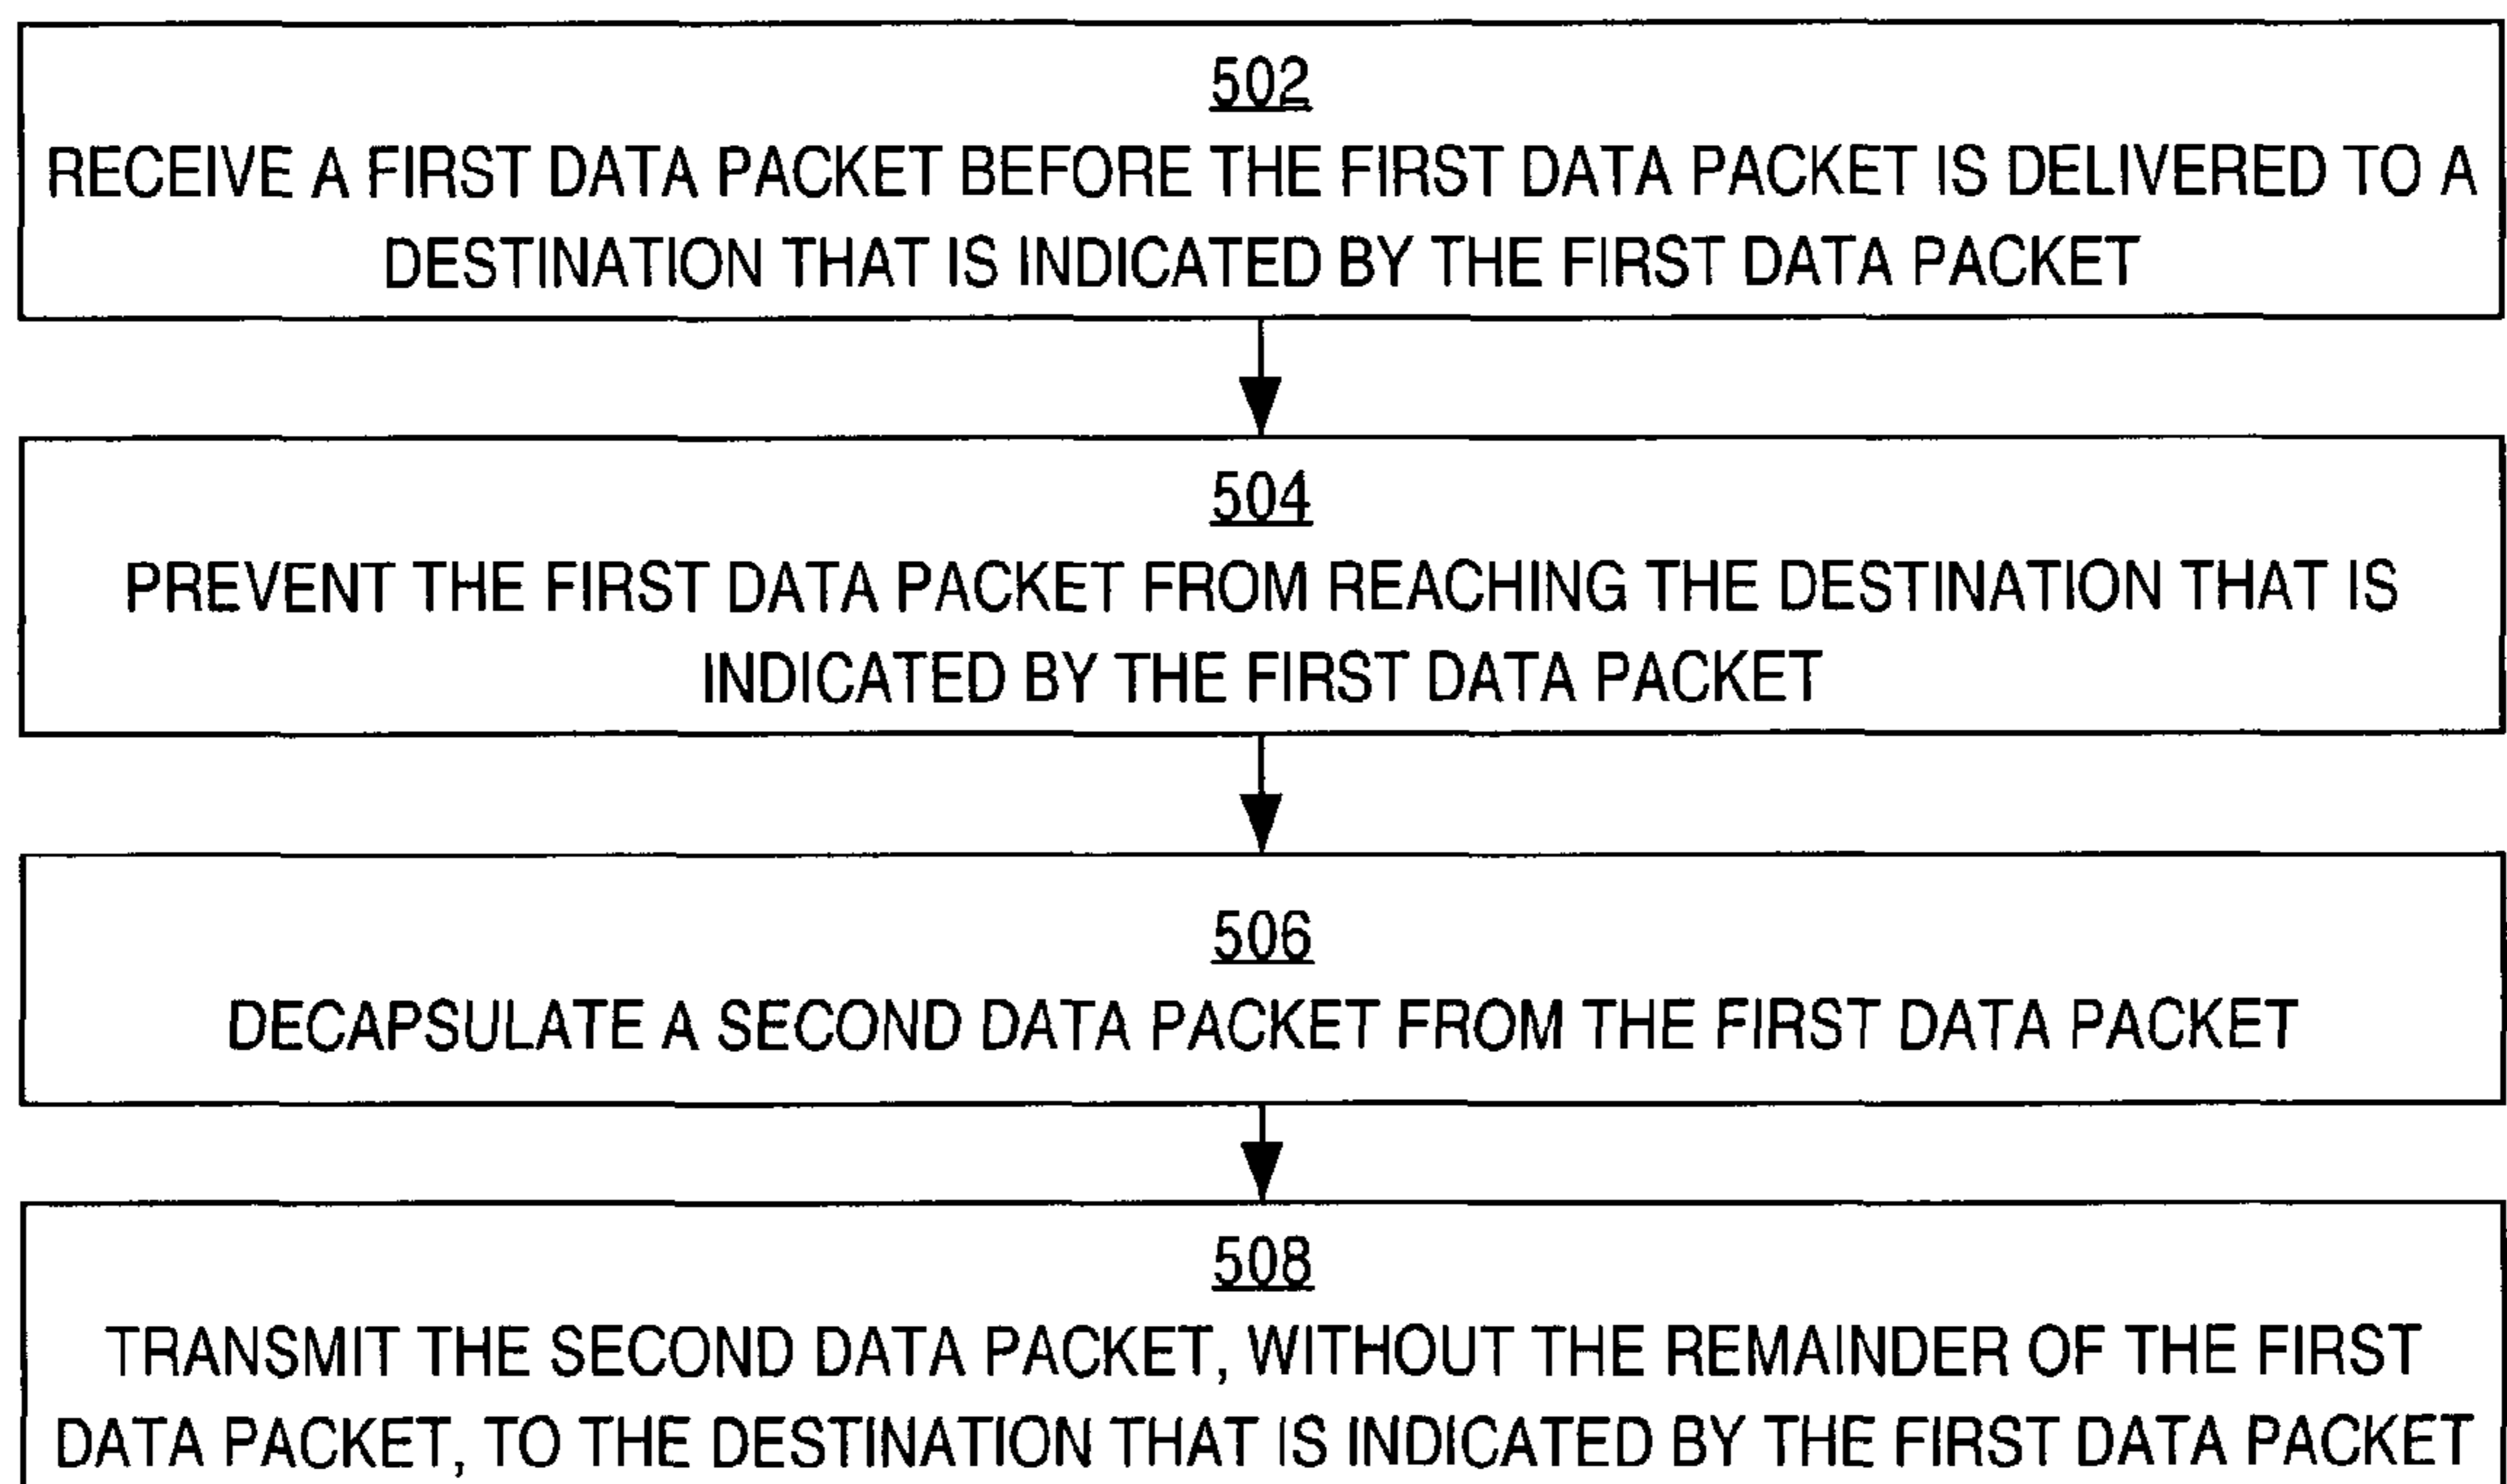 502
RECEIVE A FIRST DATA PACKET BEFORE THE FIRST DATA PACKET IS DELIVERED TO A
DESTINATION THAT IS INDICATED BY THE FIRST DATA PACKET
504
PREVENT THE FIRST DATA PACKET FROM REACHING THE DESTINATION THAT IS
INDICATED BY THE FIRST DATA PACKET
506
DECAPSULATE A SECOND DATA PACKET FROM THE FIRST DATA PACKET
508
TRANSMIT THE SECOND DATA PACKET, WITHOUT THE REMAINDER OF THE FIRST
DATA PACKET, TO THE DESTINATION THAT IS INDICATED BY THE FIRST DATA PACKET